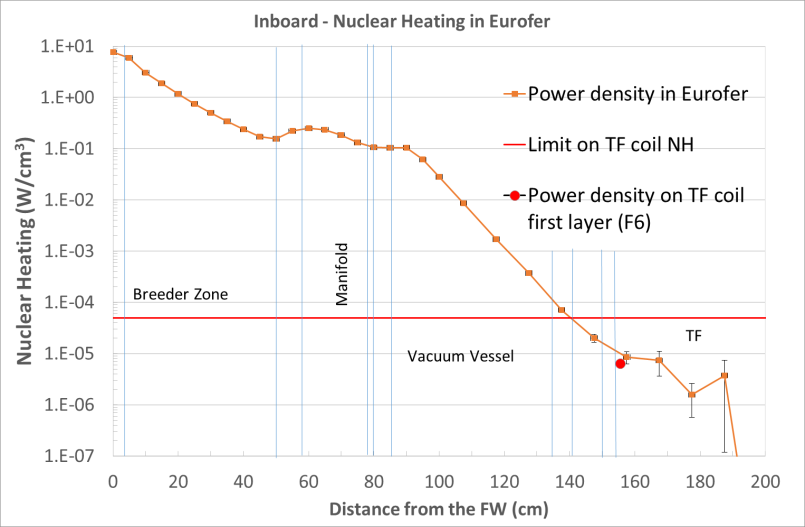 Inboard - Nuclear Heating in Eurofer
1.E+01
1.E+00
1.E-01
1.E-02
1.E-03
1.E-04
1.E-05
1.E-06
1.E-07
Nuclear Heating (W/cm³)
Power density in Eurofer
Limit on TF coil NH
Power density on TF coil
first layer (F6)
Breeder Zone
Manifold
Vacuum Vessel
TF
0 20 40 60 80 100 120 140 160 180 200
Distance from the FW (cm)